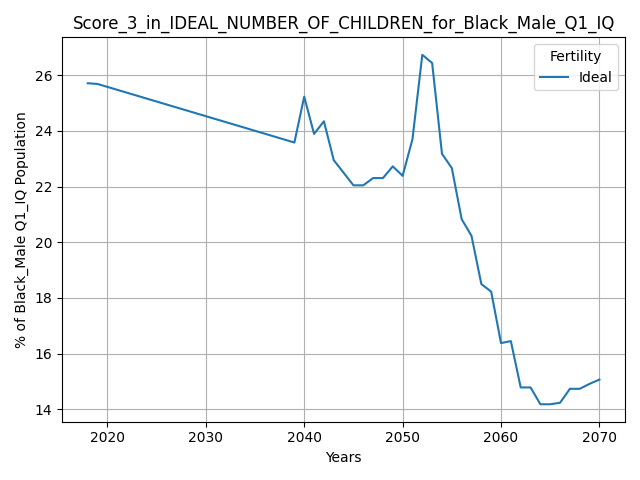 Score_3_in_IDEAL_NUMBER_OF_CHILDREN_for_Black_Male_Q1_IQ
Fertility
Ideal
% of Black_Male Q1_IQ Population
26
24
22
20
18
16
14
2020 2030 2040 2050 2060 2070
Years